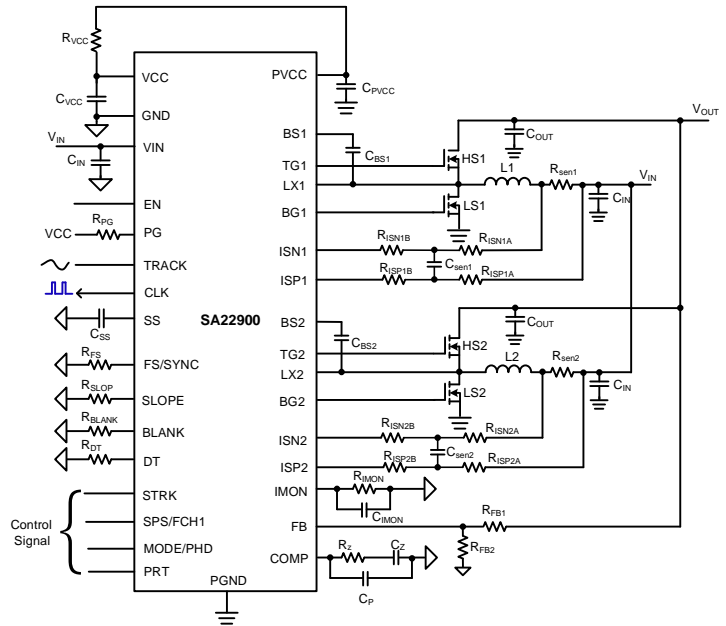 RVCC
VCC
PVCC
CPVCC
CVCC
GND
VIN
VIN
CIN
BS1
CBS1
TG1
HS1
COUT
VOUT
LX1
L1
Rsen1
VIN
CIN
EN
BG1
LS1
VCC
RPG
PG
TRACK
ISN1
RISN1B
RISN1A
Csen1
CLK
ISP1
RISP1B
RISP1A
SS
CSS
SA22900
BS2
CBS2
COUT
RFS
FS/SYNC
TG2
HS2
LX2
L2
Rsen2
CIN
RSLOP
SLOPE
BG2
LS2
RBLANK
BLANK
ISN2
RISN2B
RISN2A
Csen2
RDT
DT
ISP2
RISP2B
RISP2A
STRK
IMON
RIMON
CIMON
Control
Signal
SPS/FCH1
MODE/PHD
PRT
FB
RFB1
RFB2
COMP
RZ
CZ
CP
PGND